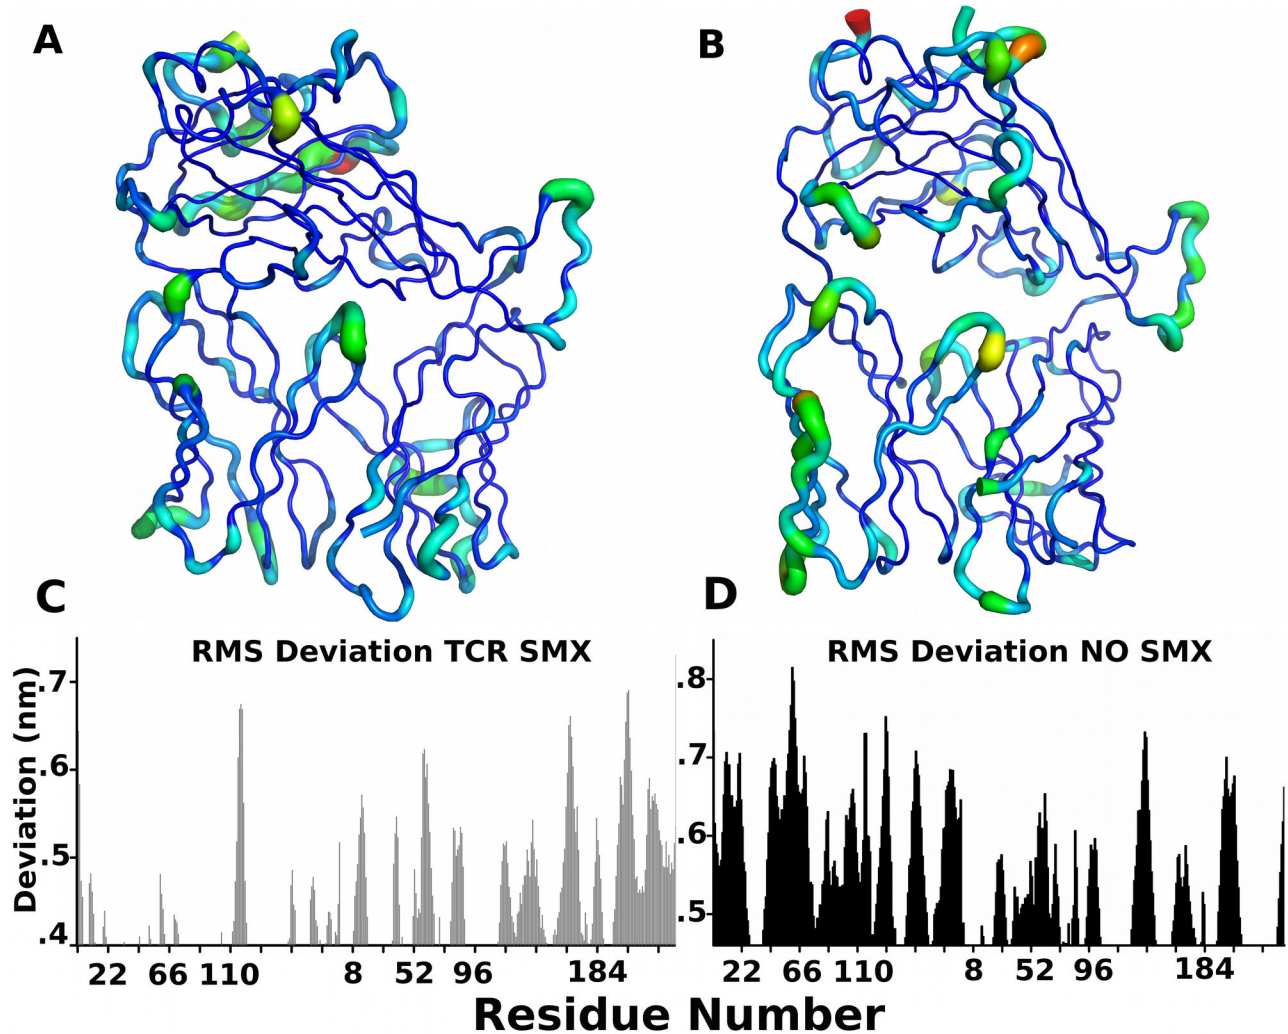 A
B
C
D
RMS Deviation TCR SMX
RMS Deviation NO SMX
Deviation (nm)
.7
.6
.5
.4
.8
.7
.6
.5
22 66 110 8 52 96 184
22 66 110 8 52 96 184
Residue Number